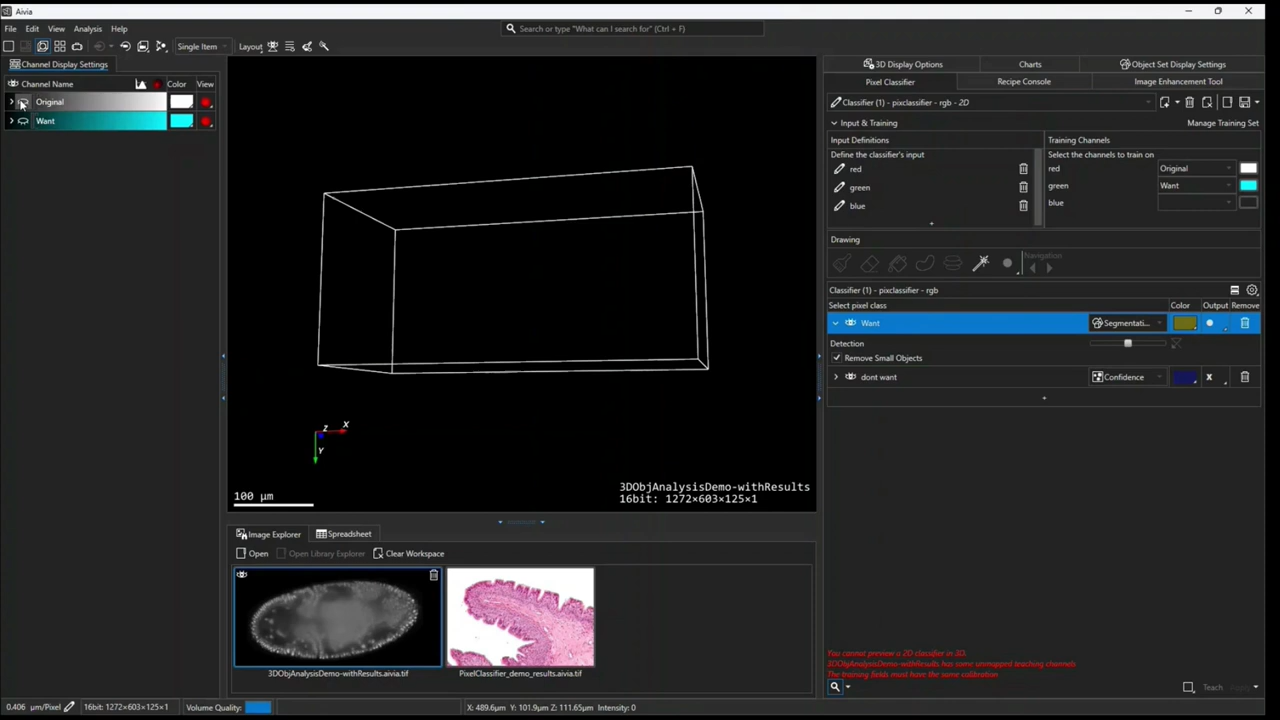 Aivia
File Edit View Analysis Help
Search or type "What can I search for" (Ctrl + F)
Single Item
Layout
Channel Display Settings
Channel Name Color View
Original
Want
Z X
Y
100 µm
3DObjAnalysisDemo-withResults
16bit: 1272×603×125×1
Image Explorer Spreadsheet
Open Open Library Explorer Clear Workspace
3DObjAnalysisDemo-withResults.aivia.tif
PixelClassifier_demo_results.aivia.tif
3D Display Options Charts Object Set Display Settings
Pixel Classifier Recipe Console Image Enhancement Tool
Classifier (1) - pixclassifier - rgb - 2D
Input & Training Manage Training Set
Input Definitions
Define the classifier's input
red
green
blue
Training Channels
Select the channels to train on
red Original
green Want
blue
Drawing
Navigation
Classifier (1) - pixclassifier - rgb
Select pixel class Color Output Remove
Want Segmentati...
Detection
Remove Small Objects
dont want Confidence x
You cannot preview a 2D classifier in 3D.
3DObjAnalysisDemo-withResults has some unmapped teaching channels
The training fields must have the same calibration
Teach Apply
0.406 µm/Pixel 16bit: 1272×603×125×1 Volume Quality: X: 489.6µm Y: 101.9µm Z: 111.65µm Intensity: 0